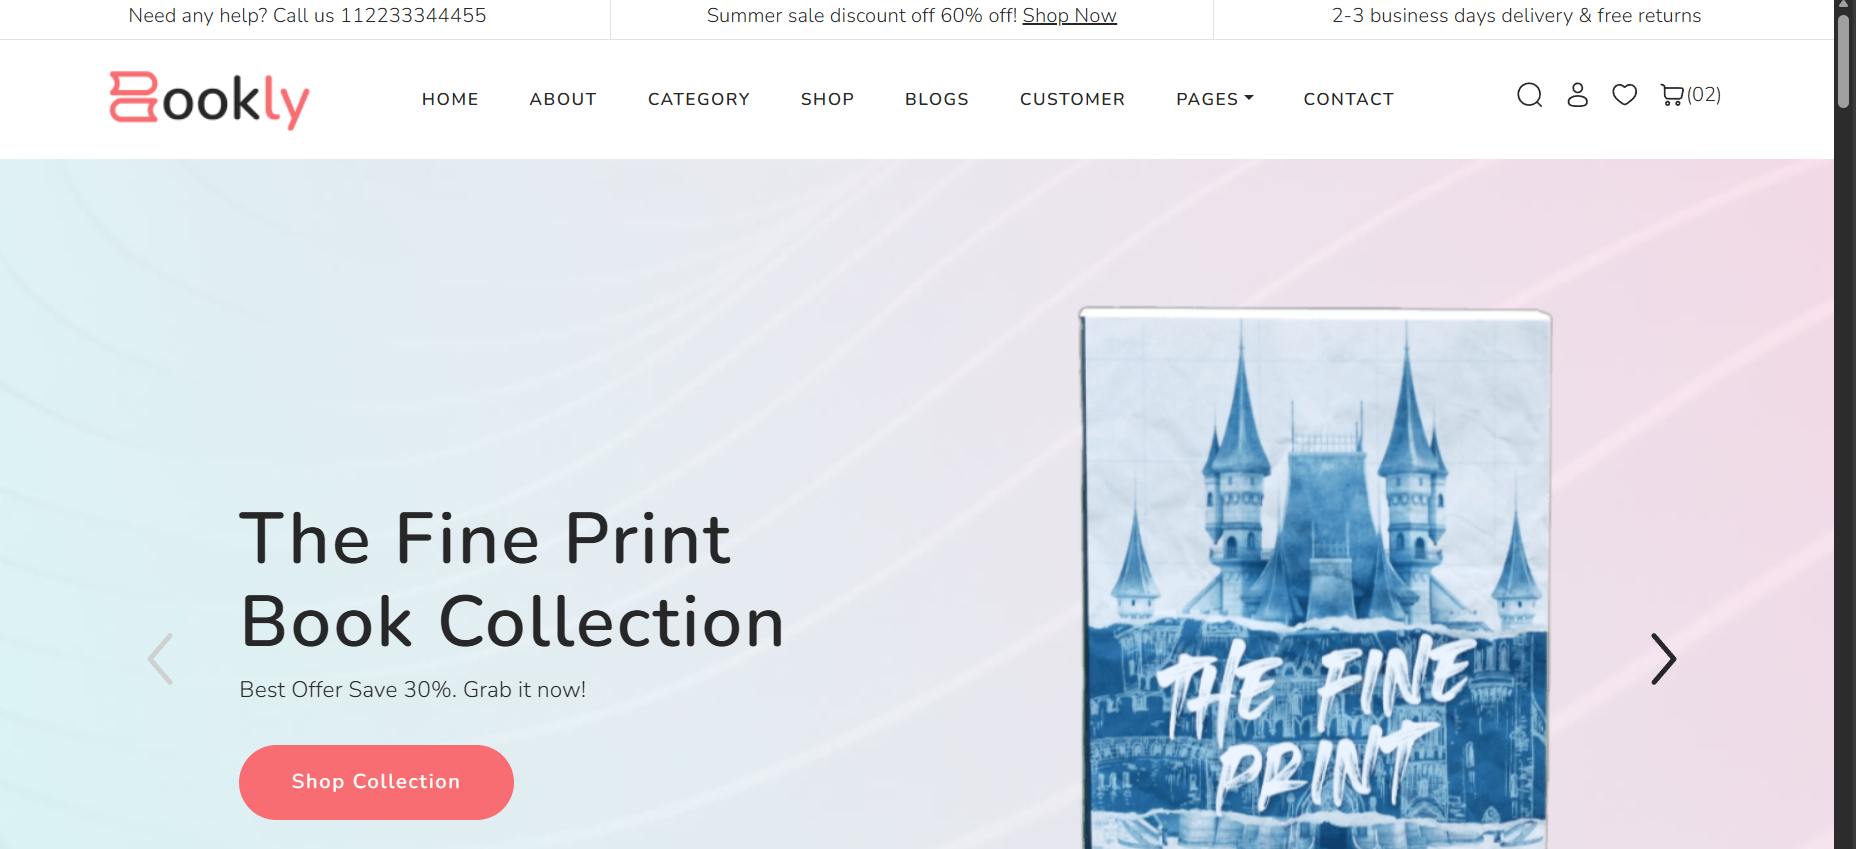 Need any help? Call us 112233344455
Summer sale discount off 60% off! Shop Now
2-3 business days delivery & free returns
Bookly
HOME
ABOUT
CATEGORY
SHOP
BLOGS
CUSTOMER
PAGES
CONTACT
(02)
The Fine Print
Book Collection
Best Offer Save 30%. Grab it now!
Shop Collection
THE FINE
PRINT